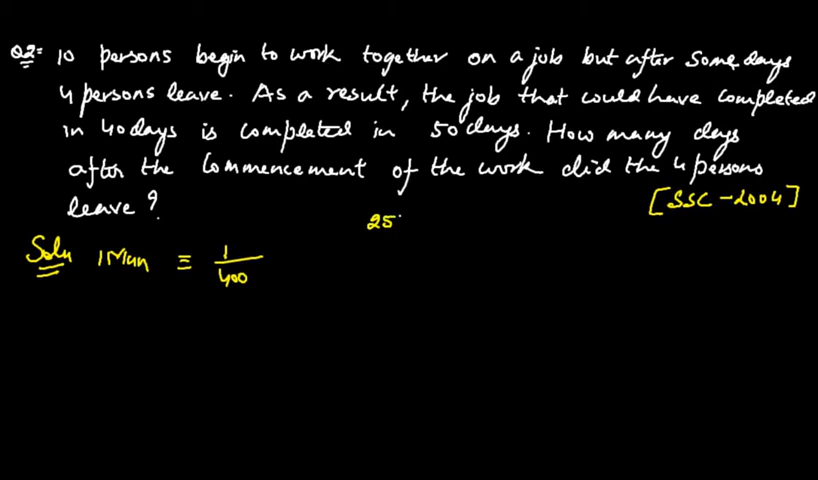 Q2= 10 persons begin to work together on a job but after some days
4 persons leave. As a result, the job that could have completed
in 40 days is completed in 50 days. How many days
after the Commencement of the work did the 4 persons
leave ?
[SSC-2004]
25
Soln 1 Man ≡ 1/400